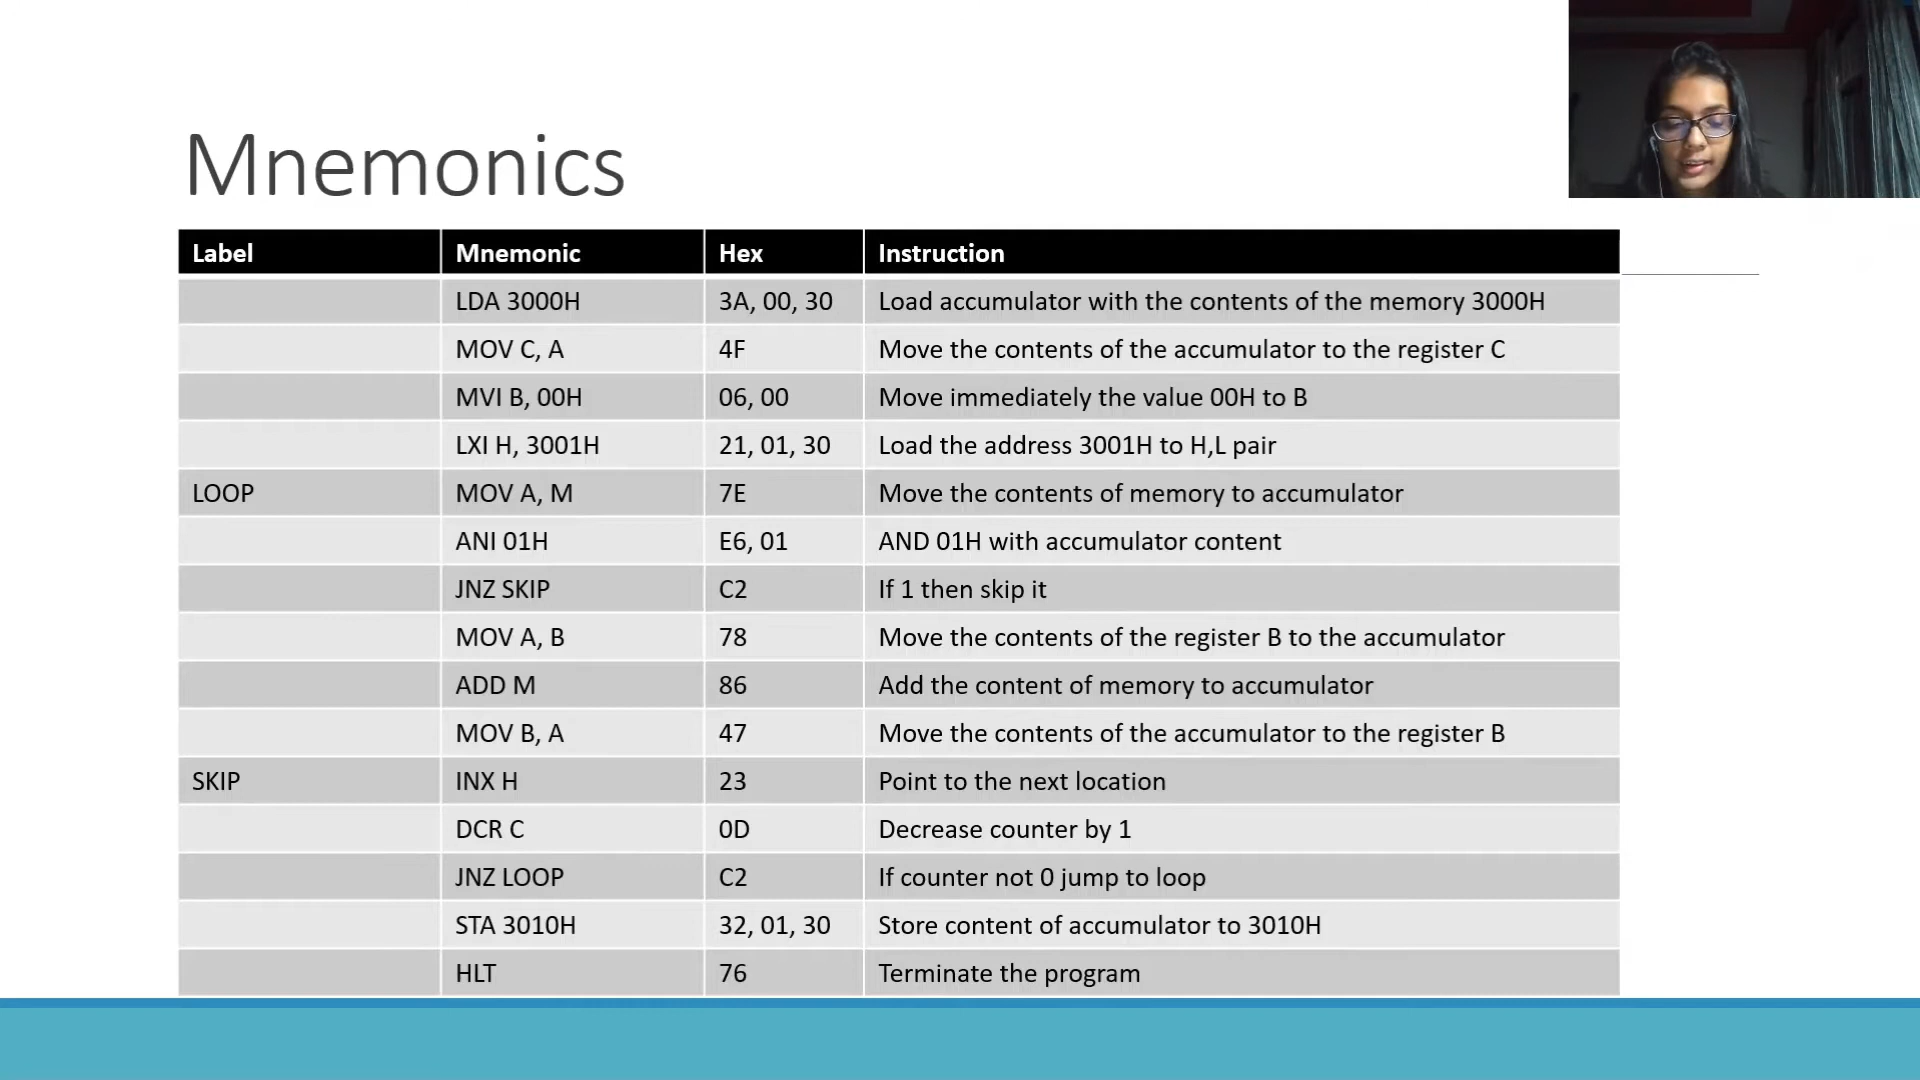 Mnemonics
Label Mnemonic Hex Instruction
LDA 3000H 3A, 00, 30 Load accumulator with the contents of the memory 3000H
MOV C, A 4F Move the contents of the accumulator to the register C
MVI B, 00H 06, 00 Move immediately the value 00H to B
LXI H, 3001H 21, 01, 30 Load the address 3001H to H,L pair
LOOP MOV A, M 7E Move the contents of memory to accumulator
ANI 01H E6, 01 AND 01H with accumulator content
JNZ SKIP C2 If 1 then skip it
MOV A, B 78 Move the contents of the register B to the accumulator
ADD M 86 Add the content of memory to accumulator
MOV B, A 47 Move the contents of the accumulator to the register B
SKIP INX H 23 Point to the next location
DCR C 0D Decrease counter by 1
JNZ LOOP C2 If counter not 0 jump to loop
STA 3010H 32, 01, 30 Store content of accumulator to 3010H
HLT 76 Terminate the program